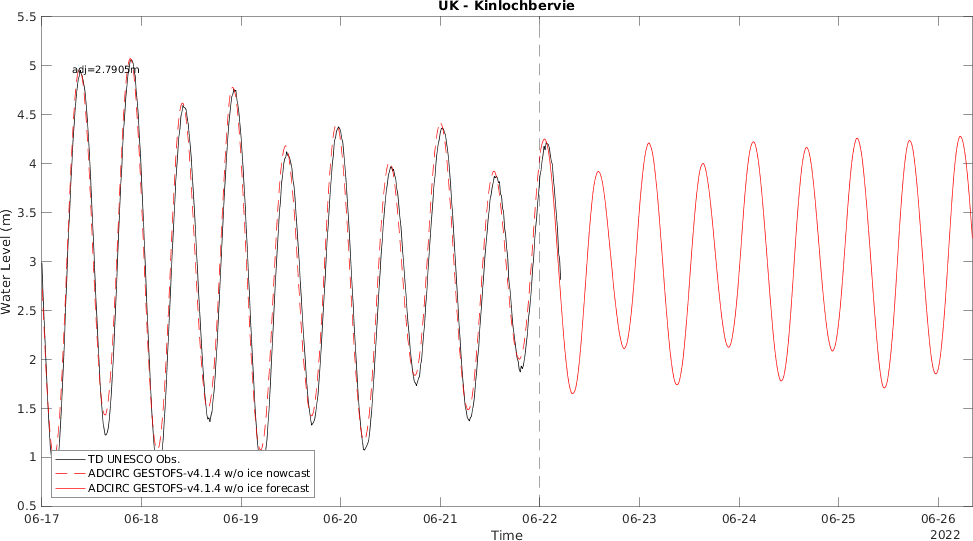 UK - Kinlochbervie
5.5
5
4.5
4
3.5
3
2.5
2
1.5
1
0.5
Water Level (m)
adj=2.7905m
TD UNESCO Obs.
ADCIRC GESTOFS-v4.1.4 w/o ice nowcast
ADCIRC GESTOFS-v4.1.4 w/o ice forecast
06-17 06-18 06-19 06-20 06-21 06-22 06-23 06-24 06-25 06-26
Time
2022